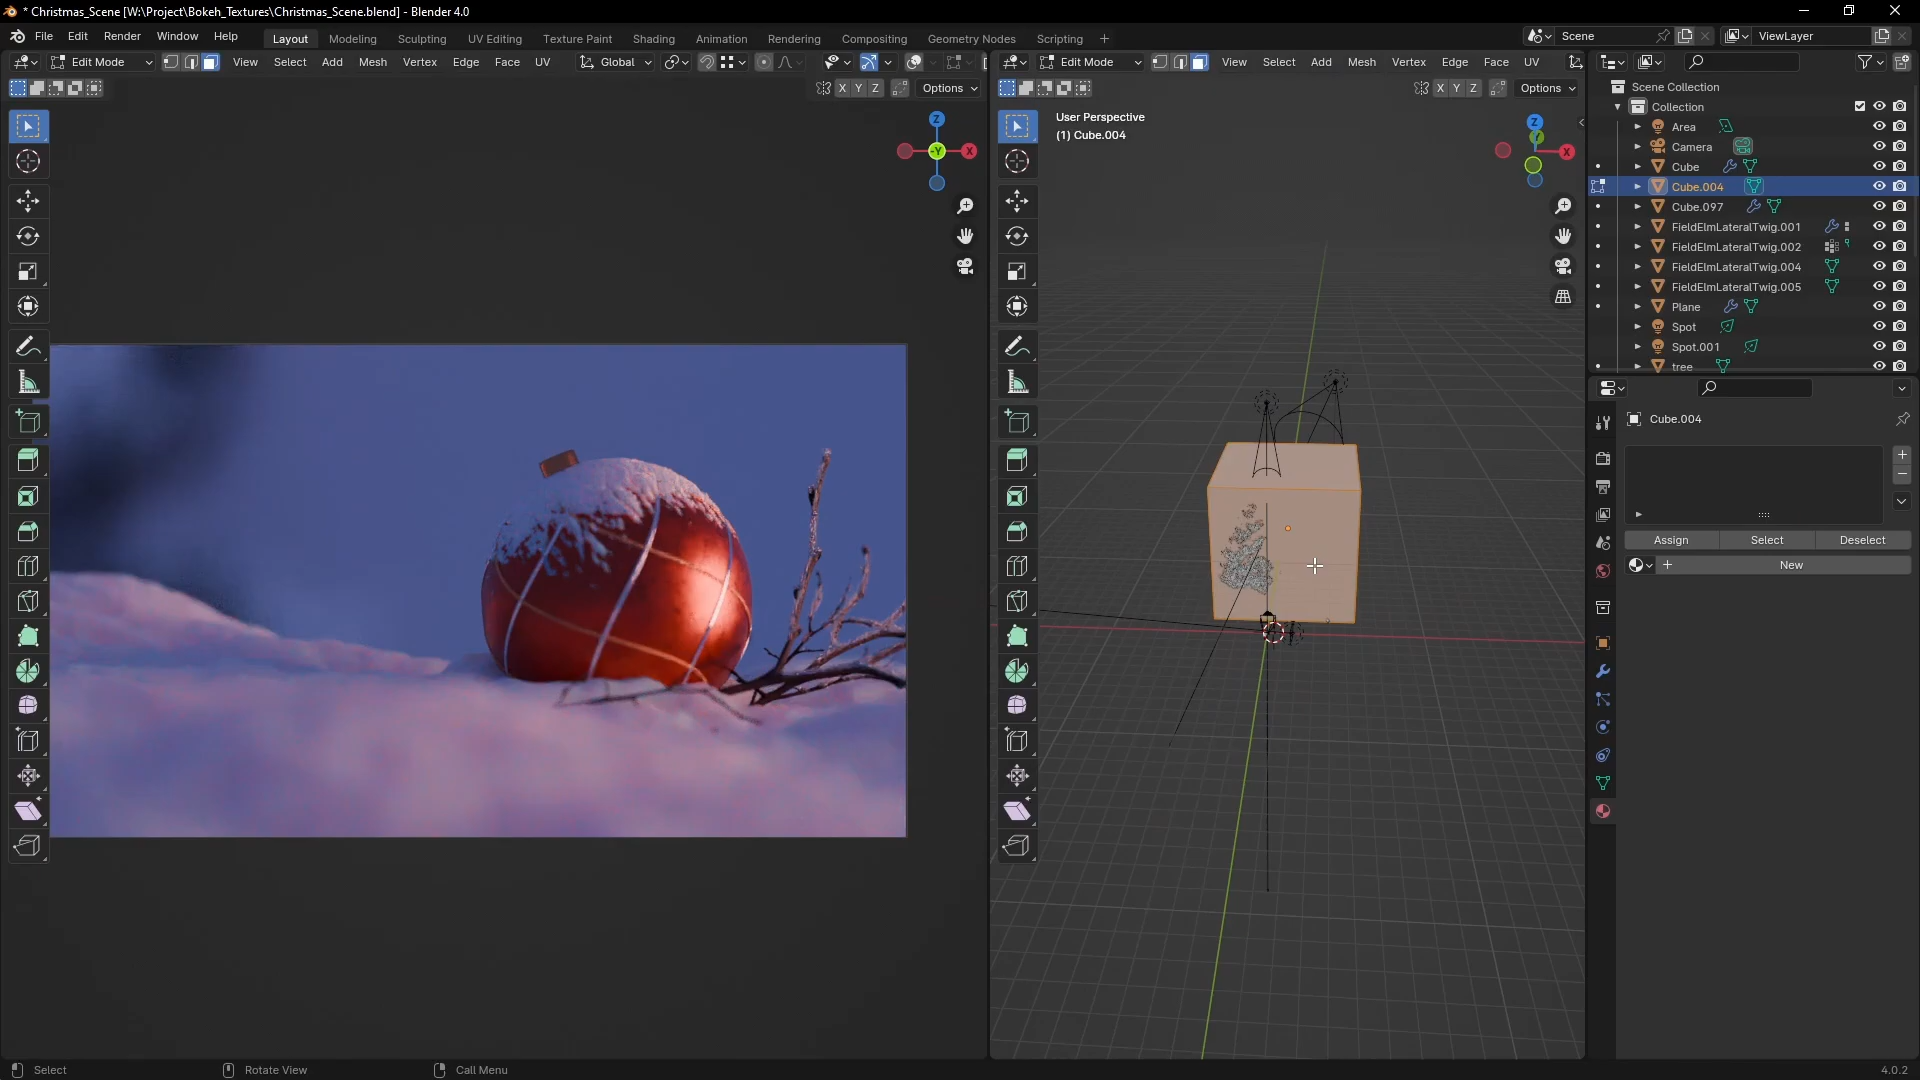 * Christmas_Scene [W:\Project\Bokeh_Textures\Christmas_Scene.blend] - Blender 4.0
File Edit Render Window Help Layout Modeling Sculpting UV Editing Texture Paint Shading Animation Rendering Compositing Geometry Nodes Scripting + Scene ViewLayer
Edit Mode View Select Add Mesh Vertex Edge Face UV Global
X Y Z Options
Z
-Y X
Edit Mode View Select Add Mesh Vertex Edge Face UV
X Y Z Options
User Perspective
(1) Cube.004
Z
Y
X
Scene Collection
Collection
Area
Camera
Cube
Cube.004
Cube.097
FieldElmLateralTwig.001
FieldElmLateralTwig.002
FieldElmLateralTwig.004
FieldElmLateralTwig.005
Plane
Spot
Spot.001
tree
Cube.004
Assign Select Deselect
New
Select Rotate View Call Menu 4.0.2